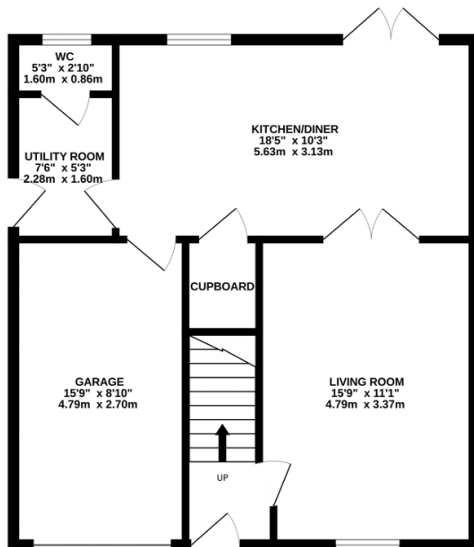 WC
5'3" x 2'10"
1.60m x 0.86m
KITCHEN/DINER
18'5" x 10'3"
5.63m x 3.13m
UTILITY ROOM
7'6" x 5'3"
2.28m x 1.60m
CUPBOARD
GARAGE
15'9" x 8'10"
4.79m x 2.70m
LIVING ROOM
15'9" x 11'1"
4.79m x 3.37m
UP